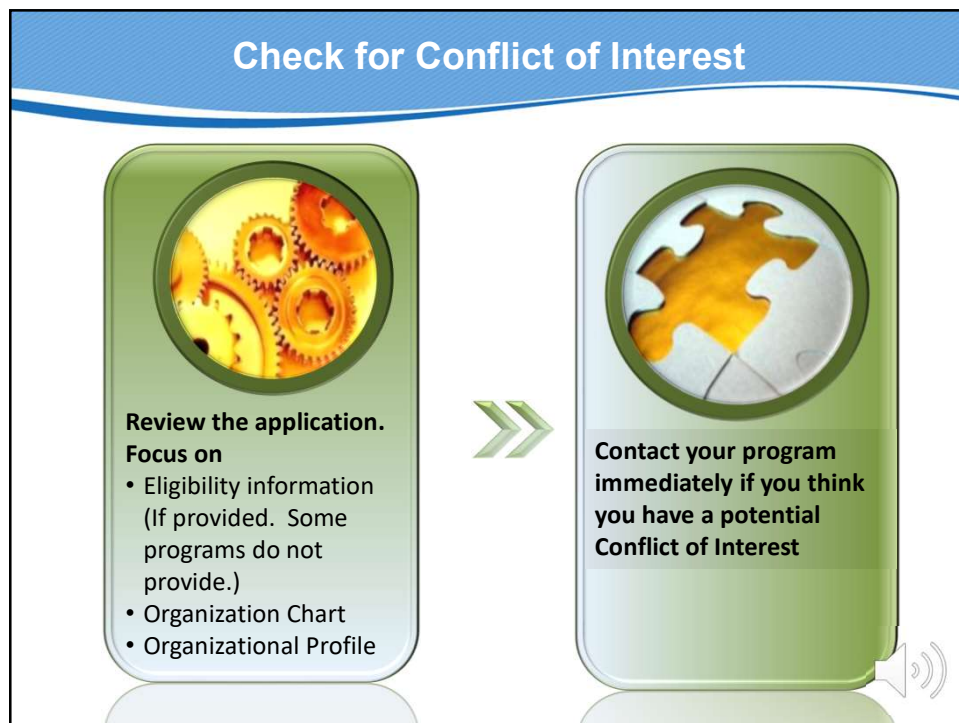 Check for Conflict of Interest
Review the application.
Focus on
• Eligibility information
(If provided.  Some
programs do not
provide.)
• Organization Chart
• Organizational Profile
Contact your program
immediately if you think
you have a potential
Conflict of Interest